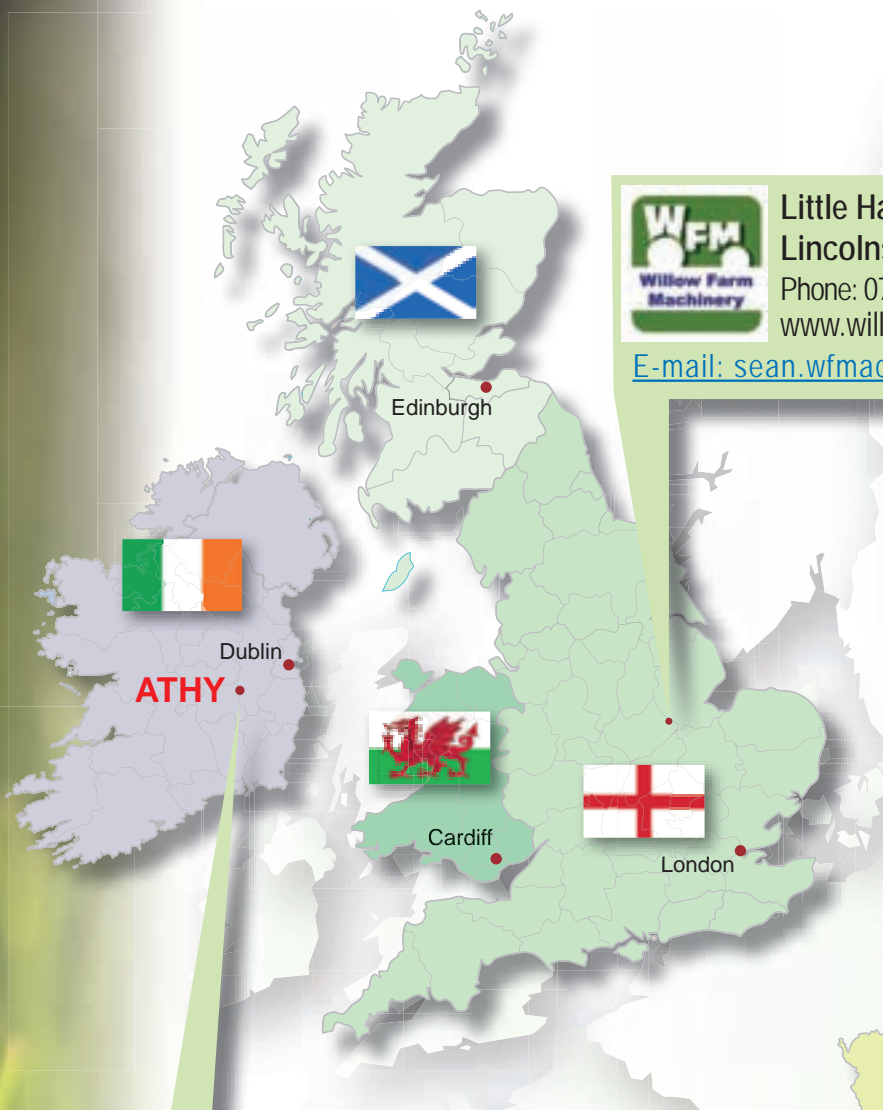 WFM
Willow Farm
Machinery
Little Ha
Lincolns
Phone: 07
www.will
E-mail: sean.wfmac
Edinburgh
Dublin
ATHY
Cardiff
London